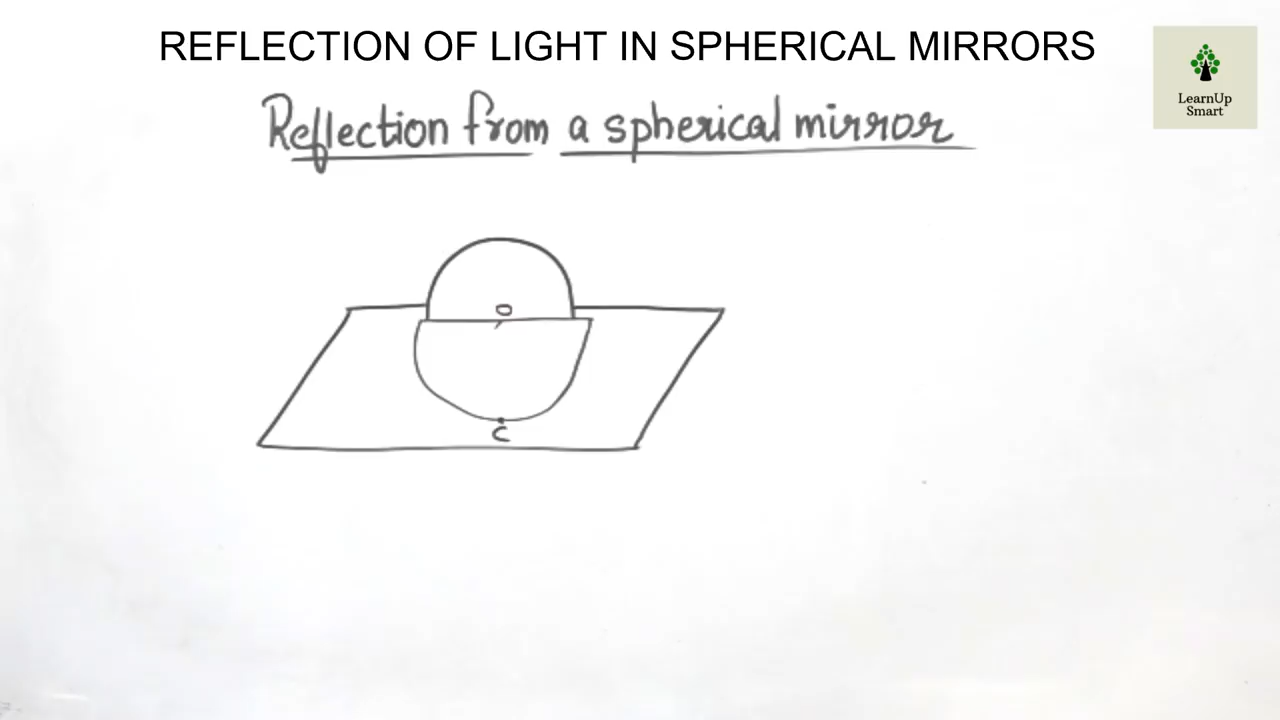 REFLECTION OF LIGHT IN SPHERICAL MIRRORS
LearnUp
Smart
Reflection from a spherical mirror
O
C